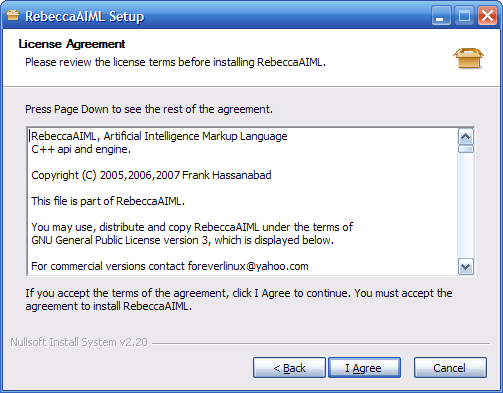 RebeccaAIML Setup
License Agreement
Please review the license terms before installing RebeccaAIML.
Press Page Down to see the rest of the agreement.
RebeccaAIML, Artificial Intelligence Markup Language
C++ api and engine.
Copyright (C) 2005,2006,2007 Frank Hassanabad
This file is part of RebeccaAIML.
You may use, distribute and copy RebeccaAIML under the terms of
GNU General Public License version 3, which is displayed below.
For commercial versions contact foreverlinux@yahoo.com
If you accept the terms of the agreement, click I Agree to continue. You must accept the
agreement to install RebeccaAIML.
Nullsoft Install System v2.20
< Back
I Agree
Cancel